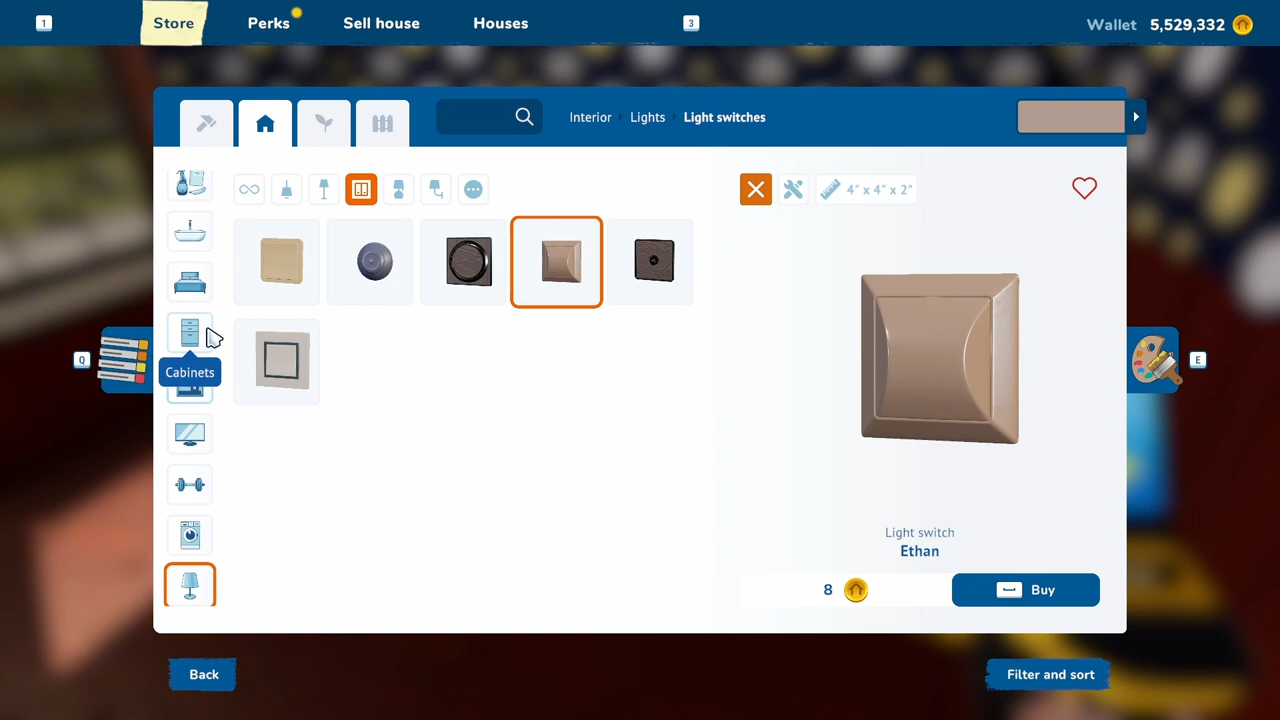 1
Store
Perks
Sell house
Houses
3
Wallet 5,529,332
Interior Lights Light switches
4" x 4" x 2"
Q
E
Cabinets
Light switch
Ethan
8
Buy
Back
Filter and sort